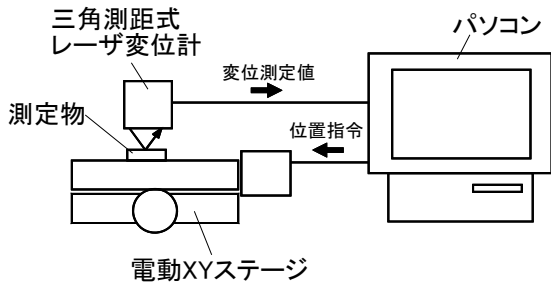 三角測距式
レーザ変位計
パソコン
変位測定値
測定物
位置指令
電動XYステージ